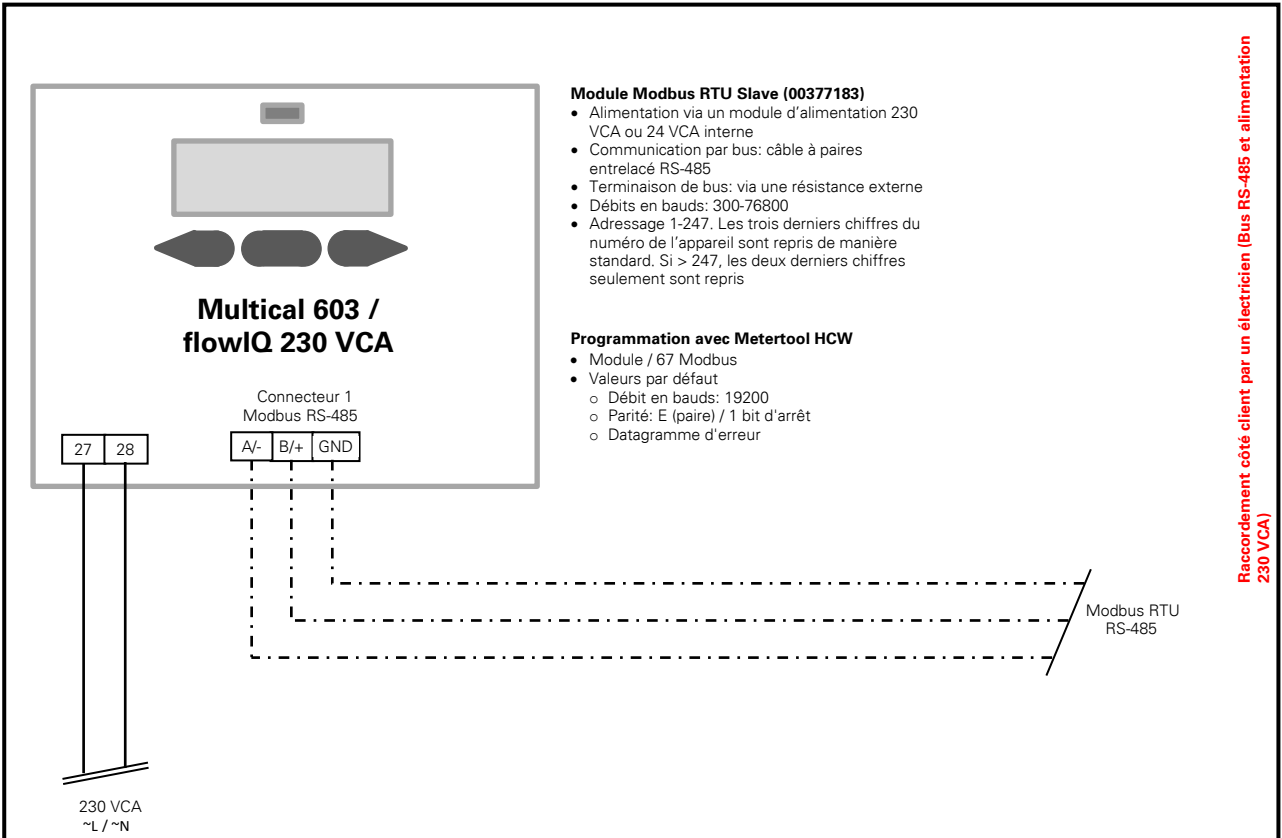 Module Modbus RTU Slave (00377183)
• Alimentation via un module d’alimentation 230
VCA ou 24 VCA interne
• Communication par bus: câble à paires
entrelacé RS-485
• Terminaison de bus: via une résistance externe
• Débits en bauds: 300-76800
• Adressage 1-247. Les trois derniers chiffres du
numéro de l’appareil sont repris de manière
standard. Si > 247, les deux derniers chiffres
seulement sont repris
Programmation avec Metertool HCW
• Module / 67 Modbus
• Valeurs par défaut
o Débit en bauds: 19200
o Parité: E (paire) / 1 bit d'arrêt
o Datagramme d'erreur
Multical 603 /
flowIQ 230 VCA
Connecteur 1
Modbus RS-485
27 28
A/- B/+ GND
Modbus RTU
RS-485
230 VCA
~L / ~N
Raccordement côté client par un électricien (Bus RS-485 et alimentation
230 VCA)